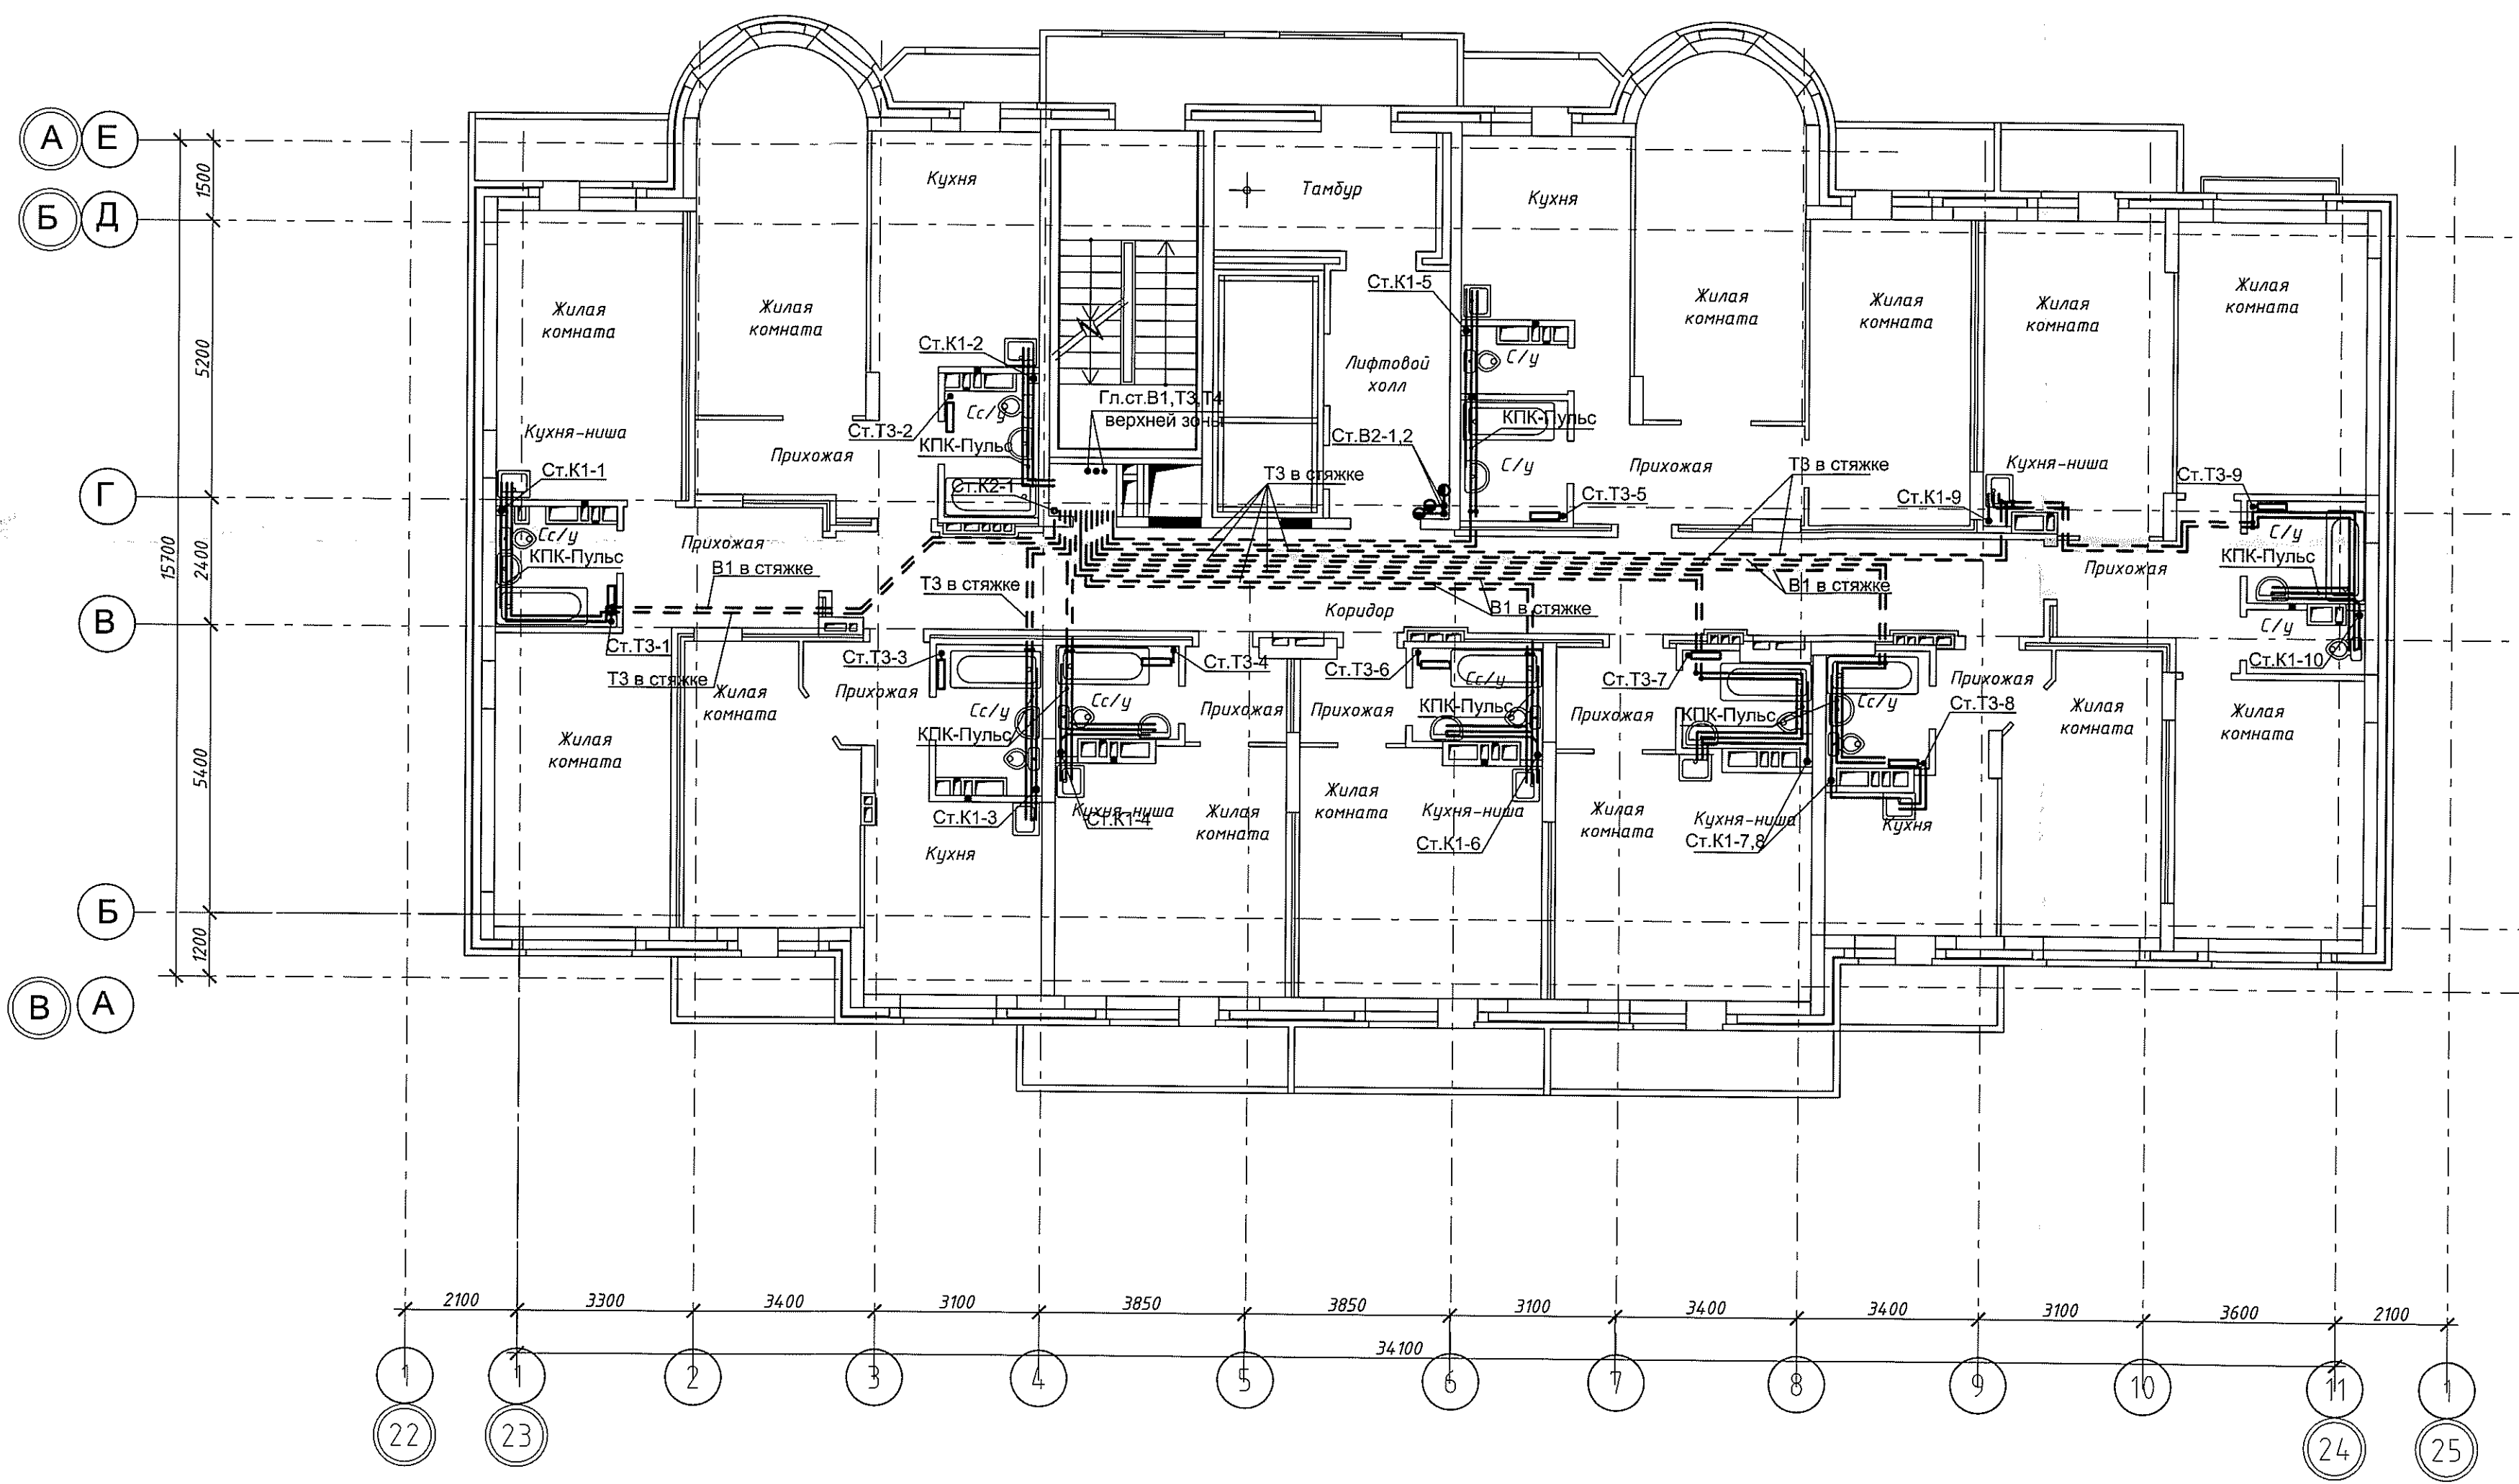 А Е
1500
Б Д
5200
Г
15700
2400
В
5400
Б
1200
В А
Кухня
Тамбур
Кухня
Жилая
комната
Жилая
комната
Ст.К1-2
Сс/у
Ст.Т3-2
КПК-Пульс
Кухня-ниша
Прихожая
Ст.К1-1
Сс/у
КПК-Пульс
Гл.ст.В1,Т3,Т4
верхней зоны
Ст.К2-1
Ст.К1-5
С/у
Лифтовой
холл
КПК-Пульс
Ст.В2-1,2
С/у
Т3 в стяжке
Прихожая
Ст.Т3-5
Жилая
комната
Жилая
комната
Жилая
комната
Жилая
комната
Т3 в стяжке
Кухня-ниша
Ст.К1-9
Ст.Т3-9
С/у
КПК-Пульс
Прихожая
С/у
Ст.К1-10
Прихожая
В1 в стяжке
Т3 в стяжке
Коридор
В1 в стяжке
В1 в стяжке
Ст.Т3-1
Т3 в стяжке
Жилая
комната
Жилая
комната
Ст.Т3-3
Прихожая
Сс/у
КПК-Пульс
Ст.К1-3
Кухня
Ст.Т3-4
Сс/у
Прихожая
Кухня-ниша
Ст.К1-4
Жилая
комната
Ст.Т3-6
Сс/у
Прихожая
КПК-Пульс
Жилая
комната
Кухня-ниша
Ст.К1-6
Ст.Т3-7
Прихожая
КПК-Пульс
Жилая
комната
Кухня-ниша
Ст.К1-7,8
Сс/у
Прихожая
Ст.Т3-8
Кухня
Жилая
комната
Жилая
комната
2100 3300 3400 3100 3850 3850 3100 3400 3400 3100 3600 2100
34100
1 1 2 3 4 5 6 7 8 9 10 11 1
22 23 24 25